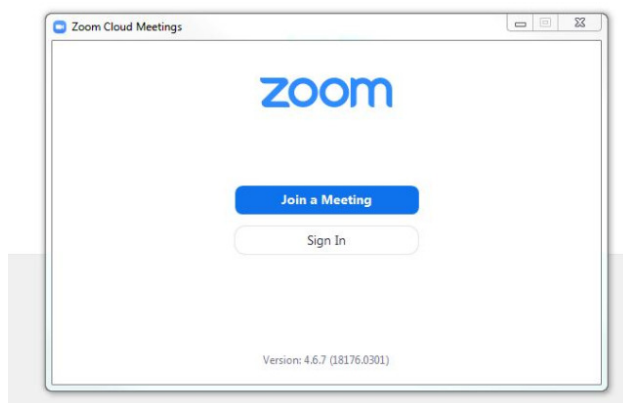 Zoom Cloud Meetings
zoom
Join a Meeting
Sign In
Version: 4.6.7 (18176.0301)